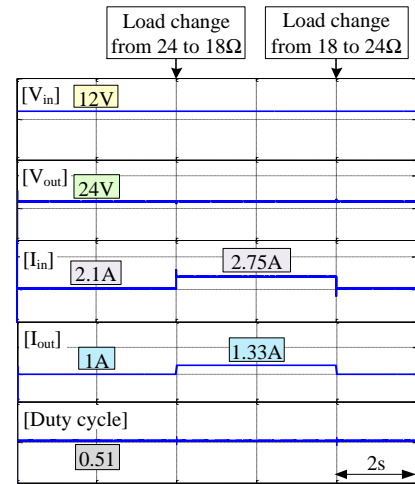 Load change
from 24 to 18Ω
Load change
from 18 to 24Ω
[Vin] 12V
[Vout]
24V
[Iin]
2.1A
2.75A
[Iout]
1A
1.33A
[Duty cycle]
0.51
2s